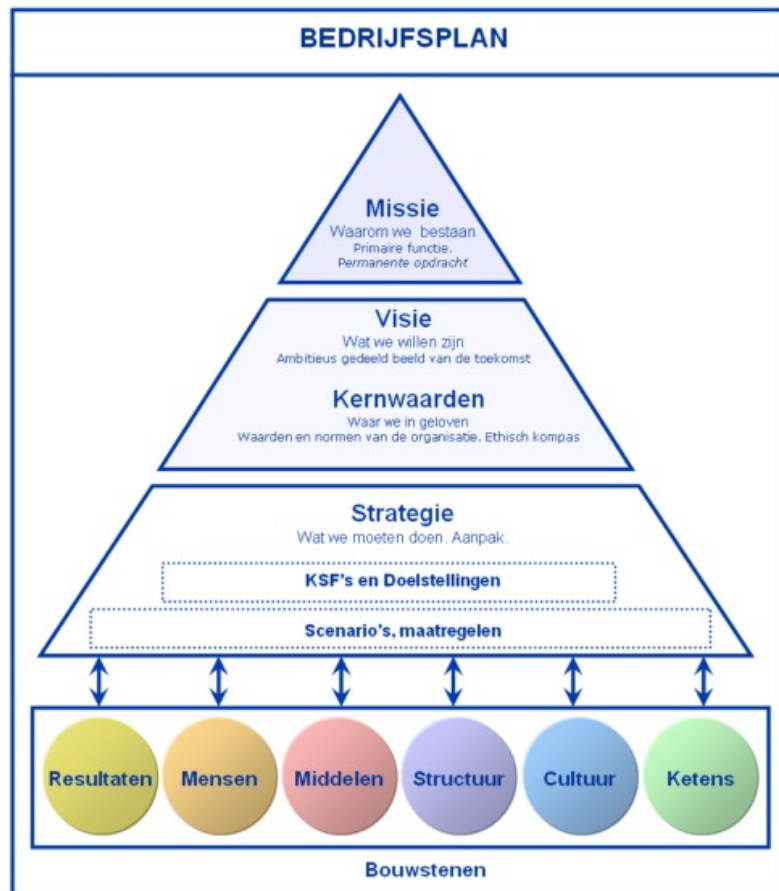 BEDRIJFSPLAN
Missie
Waarom we bestaan
Primaire functie.
Permanente opdracht
Visie
Wat we willen zijn
Ambitieus gedeeld beeld van de toekomst
Kernwaarden
Waar we in geloven
Waarden en normen van de organisatie. Ethisch kompas
Strategie
Wat we moeten doen. Aanpak.
KSF's en Doelstellingen
Scenario's, maatregelen
Resultaten
Mensen
Middelen
Structuur
Cultuur
Ketens
Bouwstenen